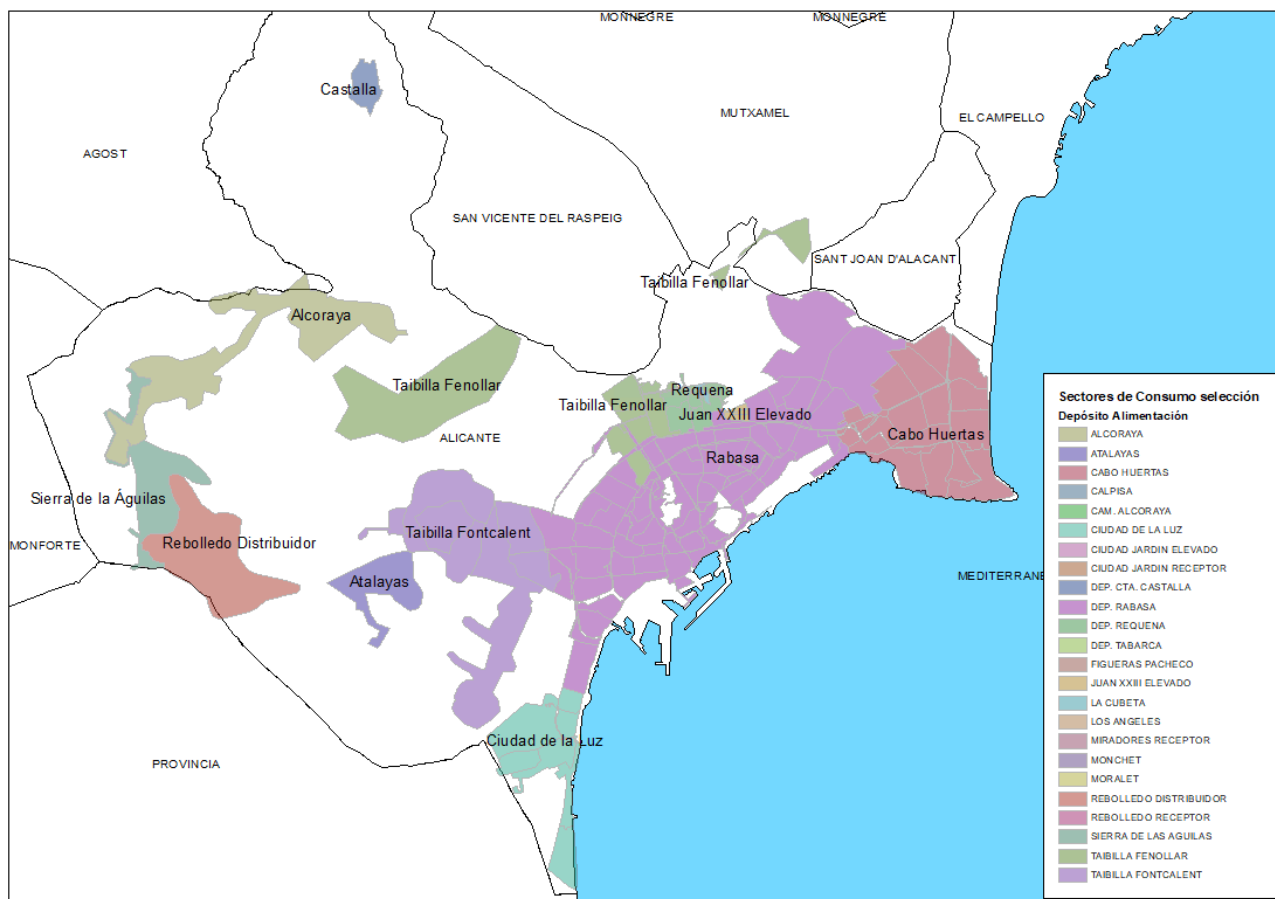 MONNEGRE
MONNEGRE
Castalla
MUTXAMEL
EL CAMPELLO
AGOST
SAN VICENTE DEL RASPEIG
SANT JOAN D'ALACANT
Taibilla Fenollar
Alcoraya
Taibilla Fenollar
Requena
Taibilla Fenollar
Juan XXIII Elevado
ALICANTE
Cabo Huertas
Rabasa
Sierra de la Águilas
Taibilla Fontcalent
Rebolledo Distribuidor
MONFORTE
Atalayas
MEDITERRANE
Ciudad de la Luz
PROVINCIA
Sectores de Consumo selección
Depósito Alimentación
ALCORAYA
ATALAYAS
CABO HUERTAS
CALPISA
CAM. ALCORAYA
CIUDAD DE LA LUZ
CIUDAD JARDIN ELEVADO
CIUDAD JARDIN RECEPTOR
DEP. CTA. CASTALLA
DEP. RABASA
DEP. REQUENA
DEP. TABARCA
FIGUERAS PACHECO
JUAN XXIII ELEVADO
LA CUBETA
LOS ANGELES
MIRADORES RECEPTOR
MONCHET
MORALET
REBOLLEDO DISTRIBUIDOR
REBOLLEDO RECEPTOR
SIERRA DE LAS AGUILAS
TAIBILLA FENOLLAR
TAIBILLA FONTCALENT